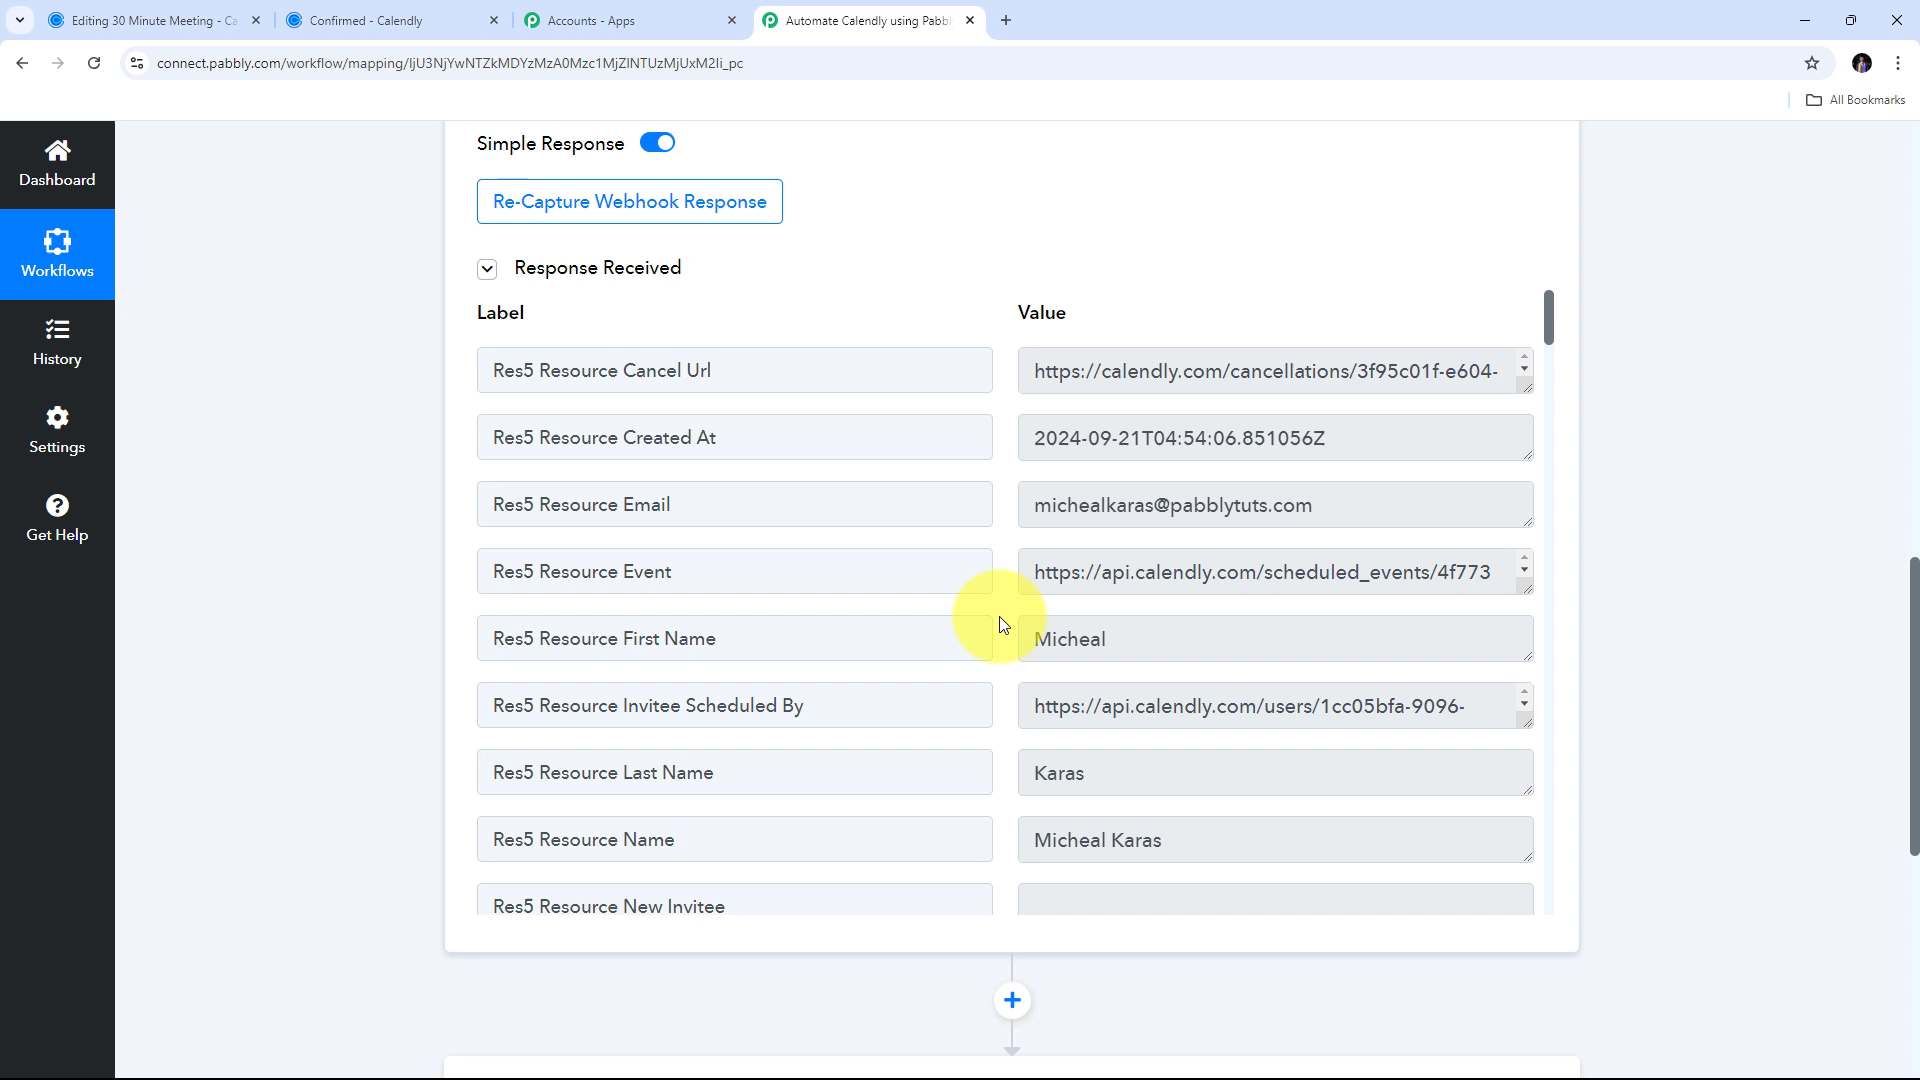 Editing 30 Minute Meeting - Ca
Confirmed - Calendly
Accounts - Apps
Automate Calendly using Pabbl
connect.pabbly.com/workflow/mapping/IjU3NjYwNTZkMDYzMzA0Mzc1MjZlNTUzMjUxM2Ii_pc
All Bookmarks
Dashboard
Workflows
History
Settings
Get Help
Simple Response
Re-Capture Webhook Response
Response Received
Label Value
Res5 Resource Cancel Url https://calendly.com/cancellations/3f95c01f-e604-
Res5 Resource Created At 2024-09-21T04:54:06.851056Z
Res5 Resource Email michealkaras@pabblytuts.com
Res5 Resource Event https://api.calendly.com/scheduled_events/4f773
Res5 Resource First Name Micheal
Res5 Resource Invitee Scheduled By https://api.calendly.com/users/1cc05bfa-9096-
Res5 Resource Last Name Karas
Res5 Resource Name Micheal Karas
Res5 Resource New Invitee